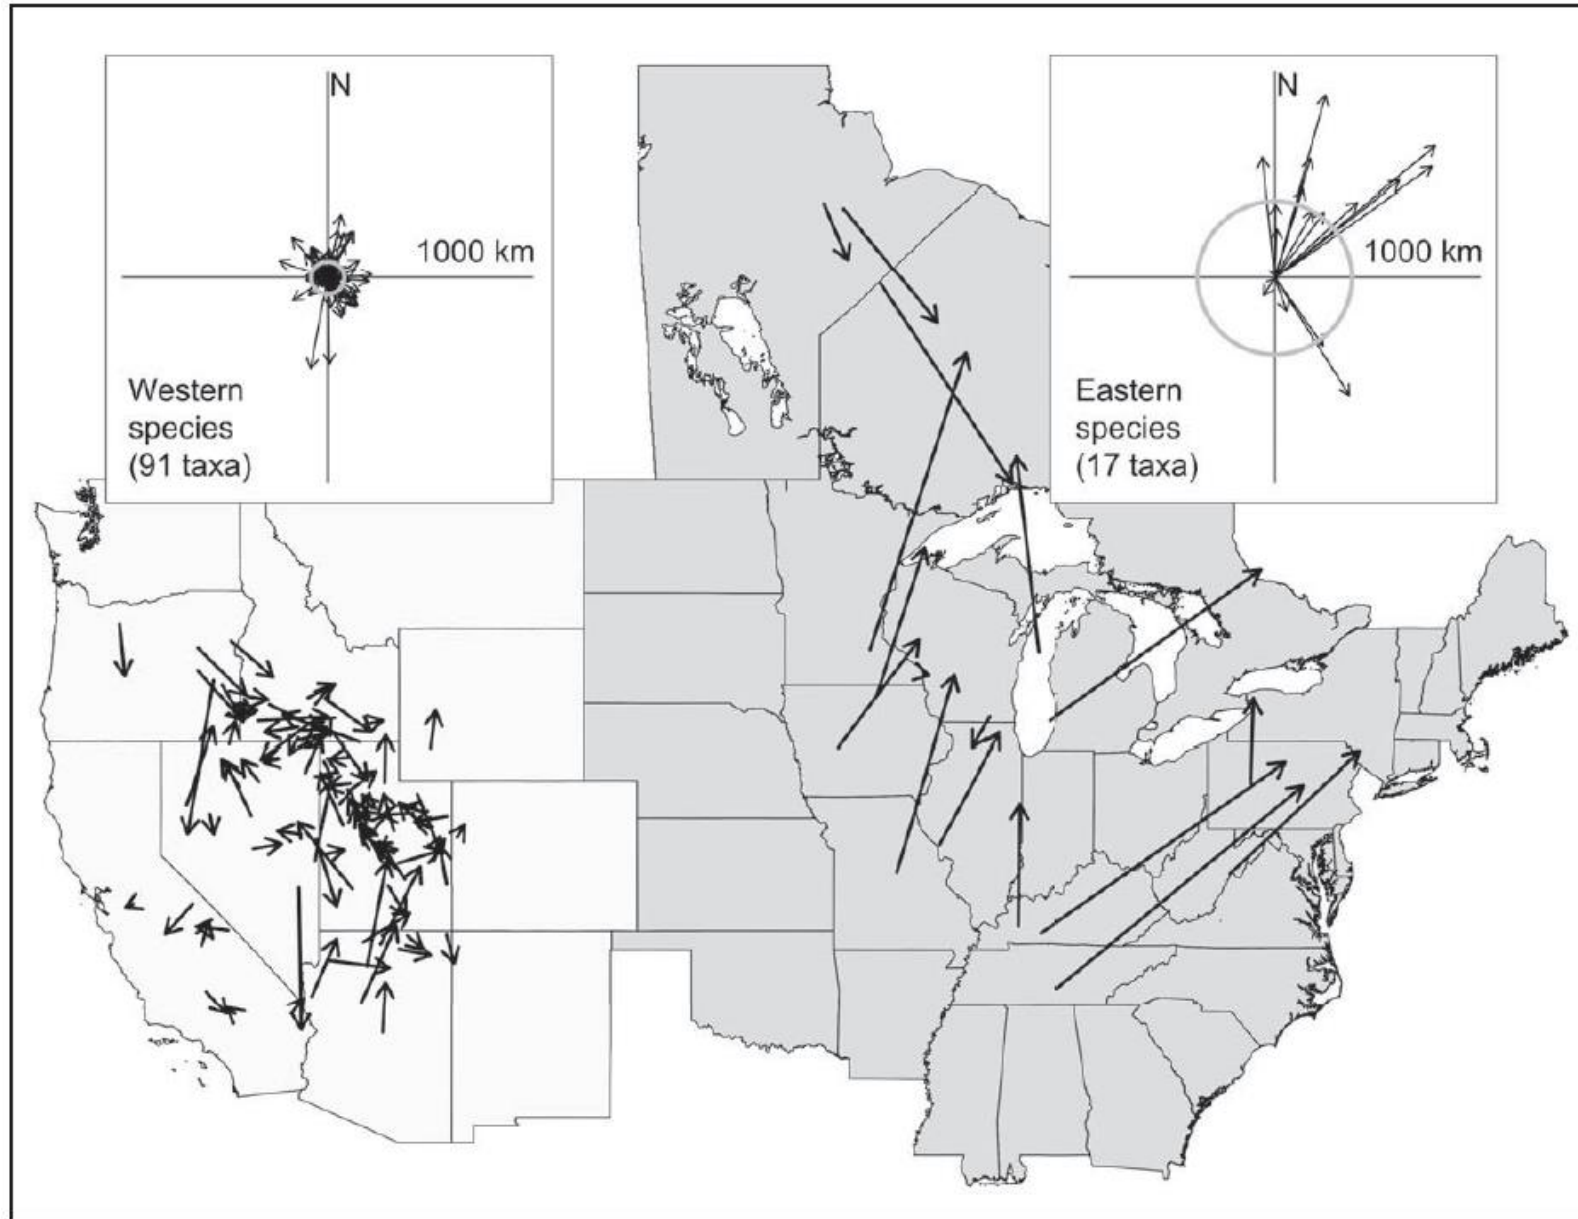 N
1000 km
Western
species
(91 taxa)
N
1000 km
Eastern
species
(17 taxa)